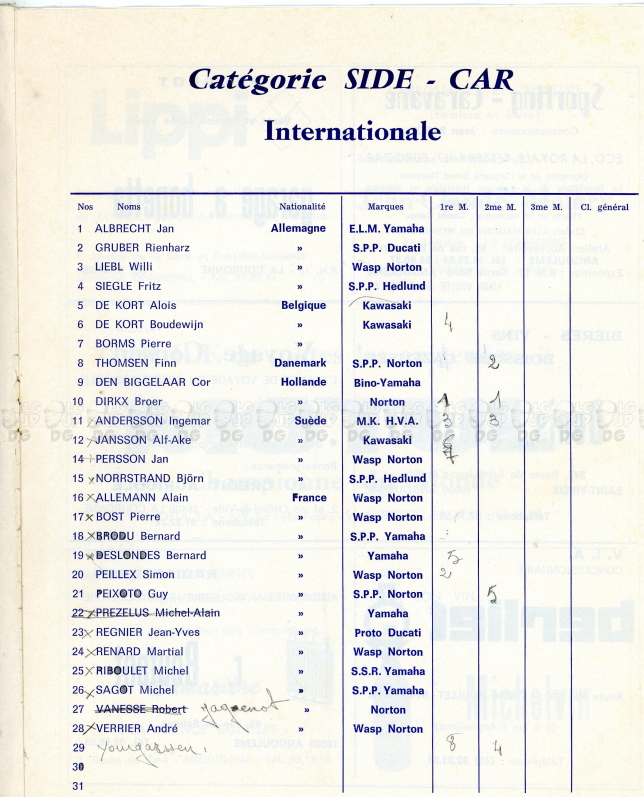 Catégorie SIDE - CAR
Internationale
Nos Noms Nationalité Marques 1re M. 2me M. 3me M. Cl. général
1 ALBRECHT Jan Allemagne E.L.M. Yamaha
2 GRUBER Rienharz » S.P.P. Ducati
3 LIEBL Willi » Wasp Norton
4 SIEGLE Fritz » S.P.P. Hedlund
5 DE KORT Alois Belgique Kawasaki
6 DE KORT Boudewijn » Kawasaki 4
7 BORMS Pierre »
8 THOMSEN Finn Danemark S.P.P. Norton 2
9 DEN BIGGELAAR Cor Hollande Bino-Yamaha
10 DIRKX Broer » Norton 1 1
11 ANDERSSON Ingemar Suède M.K. H.V.A. 3 3
12 JANSSON Alf-Ake » Kawasaki 6
14 PERSSON Jan » Wasp Norton 7
15 NORRSTRAND Björn » S.P.P. Hedlund
16 ALLEMANN Alain France Wasp Norton
17 BOST Pierre » Wasp Norton
18 BRODU Bernard » S.P.P. Yamaha
19 DESLONDES Bernard » Yamaha 5
20 PEILLEX Simon » Wasp Norton 2
21 PEIXOTO Guy » S.P.P. Norton 5
22 PREZELUS Michel-Alain » Yamaha
23 REGNIER Jean-Yves » Proto Ducati
24 RENARD Martial » Wasp Norton
25 RIBOULET Michel » S.S.R. Yamaha
26 SAGOT Michel » S.P.P. Yamaha
27 VANESSE Robert » Norton
28 VERRIER André » Wasp Norton
29 8 4
30
31